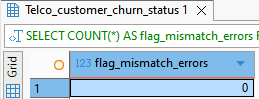 Telco_customer_churn_status 1
SELECT COUNT(*) AS flag_mismatch_errors F
Grid
123 flag_mismatch_errors
1
0